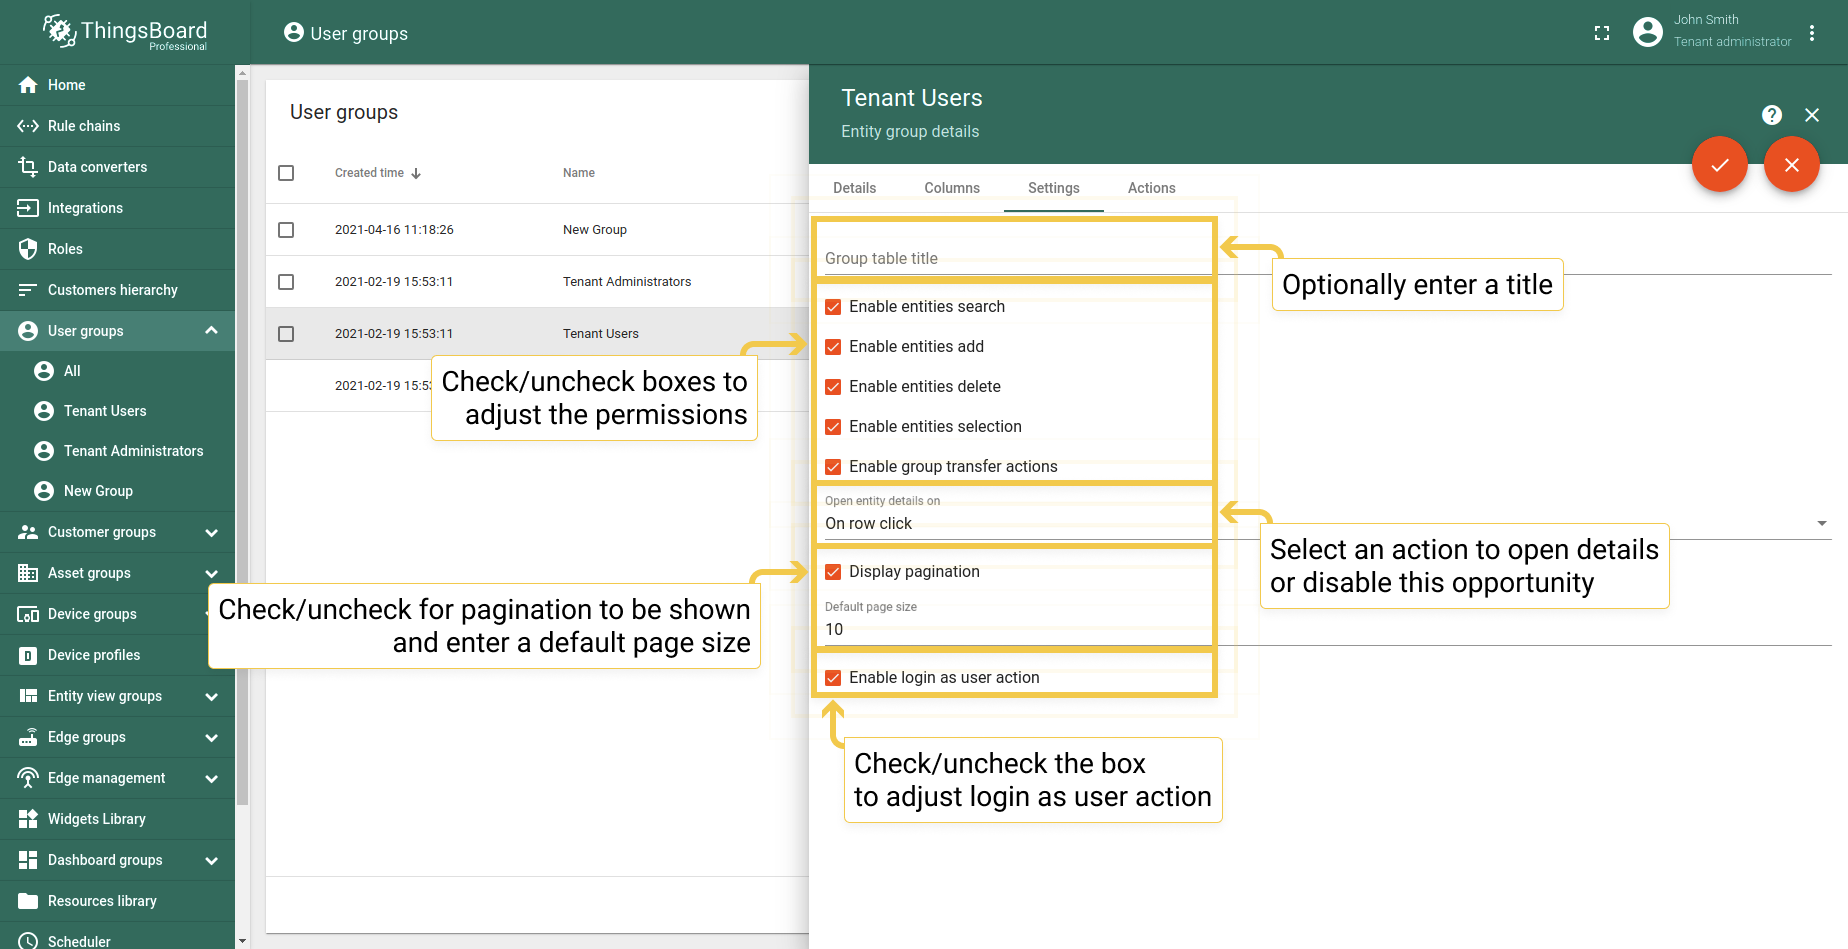 ThingsBoard
Professional
User groups
John Smith
Tenant administrator
Home
Rule chains
Data converters
Integrations
Roles
Customers hierarchy
User groups
All
Tenant Users
Tenant Administrators
New Group
Customer groups
Asset groups
Device groups
Device profiles
Entity view groups
Edge groups
Edge management
Widgets Library
Dashboard groups
Resources library
Scheduler
User groups
Created time Name
2021-04-16 11:18:26 New Group
2021-02-19 15:53:11 Tenant Administrators
2021-02-19 15:53:11 Tenant Users
2021-02-19 15:5
Check/uncheck boxes to
adjust the permissions
Check/uncheck for pagination to be shown
and enter a default page size
Tenant Users
Entity group details
Details Columns Settings Actions
Group table title
Optionally enter a title
Enable entities search
Enable entities add
Enable entities delete
Enable entities selection
Enable group transfer actions
Open entity details on
On row click
Select an action to open details
or disable this opportunity
Display pagination
Default page size
10
Enable login as user action
Check/uncheck the box
to adjust login as user action